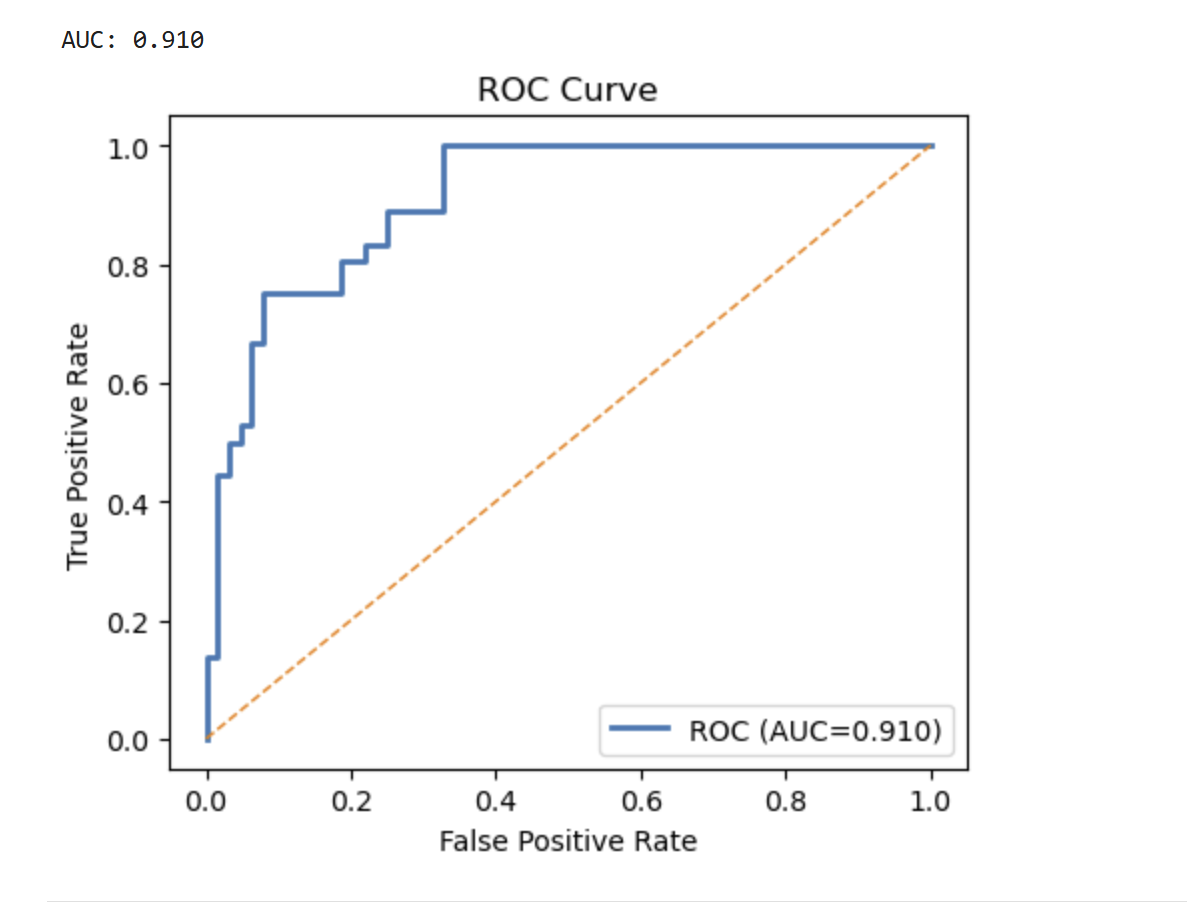 AUC: 0.910
ROC Curve
1.0
0.8
0.6
0.4
0.2
0.0
True Positive Rate
ROC (AUC=0.910)
0.0 0.2 0.4 0.6 0.8 1.0
False Positive Rate